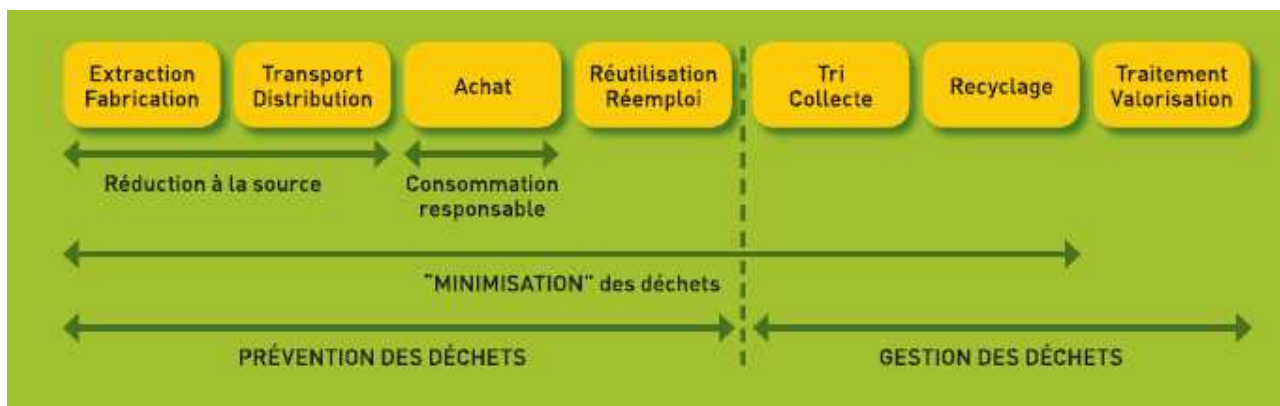 Extraction
Fabrication
Transport
Distribution
Achat
Réutilisation
Réemploi
Tri
Collecte
Recyclage
Traitement
Valorisation
Réduction à la source
Consommation
responsable
"MINIMISATION" des déchets
PRÉVENTION DES DÉCHETS
GESTION DES DÉCHETS